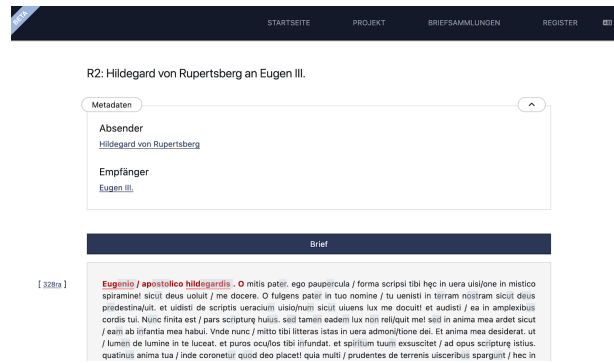 BETA
STARTSEITE PROJEKT BRIEFSAMMLUNGEN REGISTER
R2: Hildegard von Rupertsberg an Eugen III.
Metadaten
Absender
Hildegard von Rupertsberg
Empfänger
Eugen III.
Brief
[ 328ra ]
Eugenio / apostolico hildegardis . O mitis pater. ego paupercula / forma scripsi tibi hęc in uera uisi/one in mistico
spiramine! sicut deus uoluit / me docere. O fulgens pater in tuo nomine / tu uenisti in terram nostram sicut deus
prędestina/uit. et uidisti de scriptis ueracium uisio/num sicut uiuens lux me docuit! et audisti / ea in amplexibus
cordis tui. Nunc finita est / pars scripturę huius. sed tamen eadem lux non reli/quit me! sed in anima mea ardet sicut
/ eam ab infantia mea habui. Vnde nunc / mitto tibi litteras istas in uera admoni/tione dei. Et anima mea desiderat. ut
/ lumen de lumine in te luceat. et puros ocu/los tibi infundat. et spiritum tuum exsuscitet / ad opus scripturę istius.
quatinus anima tua / inde coronetur quod deo placet! quia multi / prudentes de terrenis uisceribus spargunt / hec in